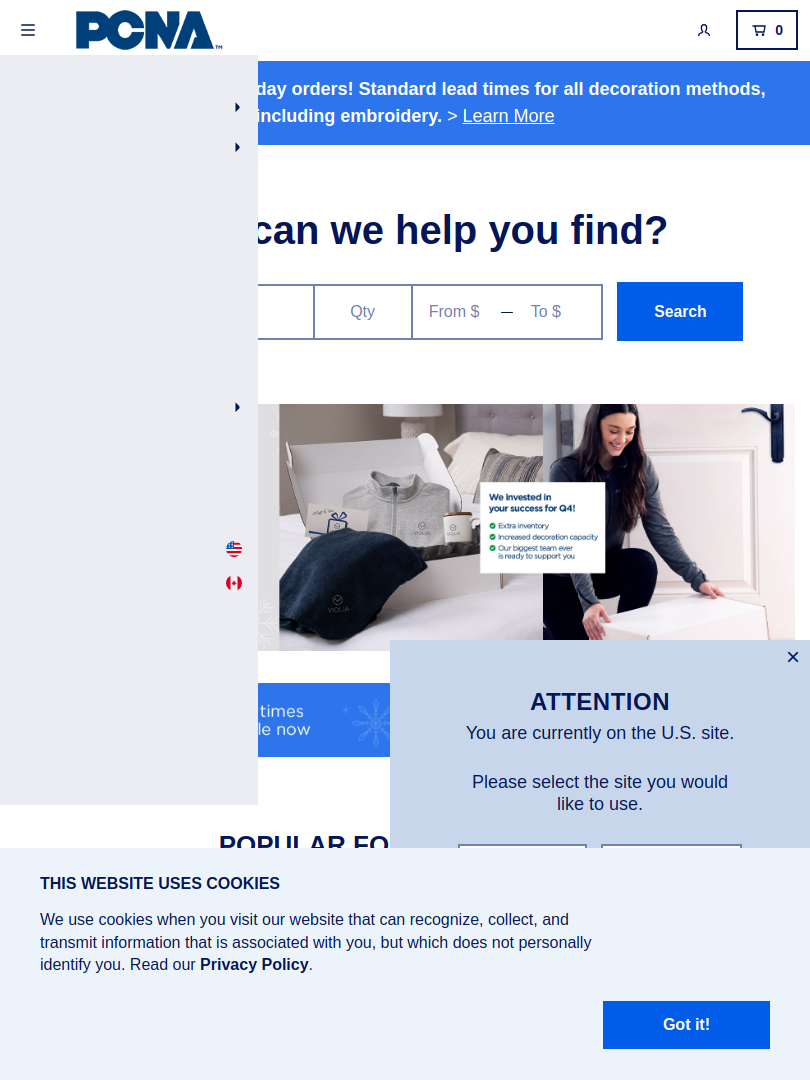 PCNA
TM
0
day orders! Standard lead times for all decoration methods,
including embroidery. > Learn More
can we help you find?
Qty
From $
—
To $
Search
We invested in
your success for Q4!
Extra inventory
Increased decoration capacity
Our biggest team ever
is ready to support you
VIOLIA
times
le now
ATTENTION
You are currently on the U.S. site.
Please select the site you would
like to use.
POPULAR FO
THIS WEBSITE USES COOKIES
We use cookies when you visit our website that can recognize, collect, and
transmit information that is associated with you, but which does not personally
identify you. Read our Privacy Policy.
Got it!